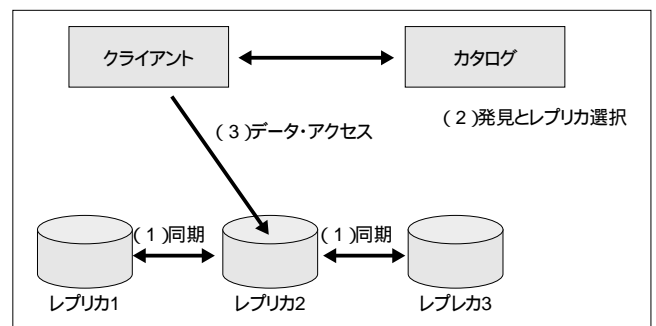 クライアント
カタログ
(2)発見とレプリカ選択
(3)データ・アクセス
(1)同期
(1)同期
レプリカ1
レプリカ2
レプレカ3